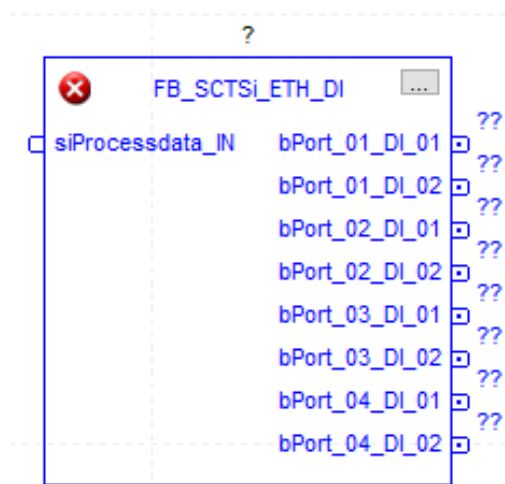 ?
FB_SCTSi_ETH_DI ...
siProcessdata_IN bPort_01_DI_01 ??
bPort_01_DI_02 ??
bPort_02_DI_01 ??
bPort_02_DI_02 ??
bPort_03_DI_01 ??
bPort_03_DI_02 ??
bPort_04_DI_01 ??
bPort_04_DI_02 ??